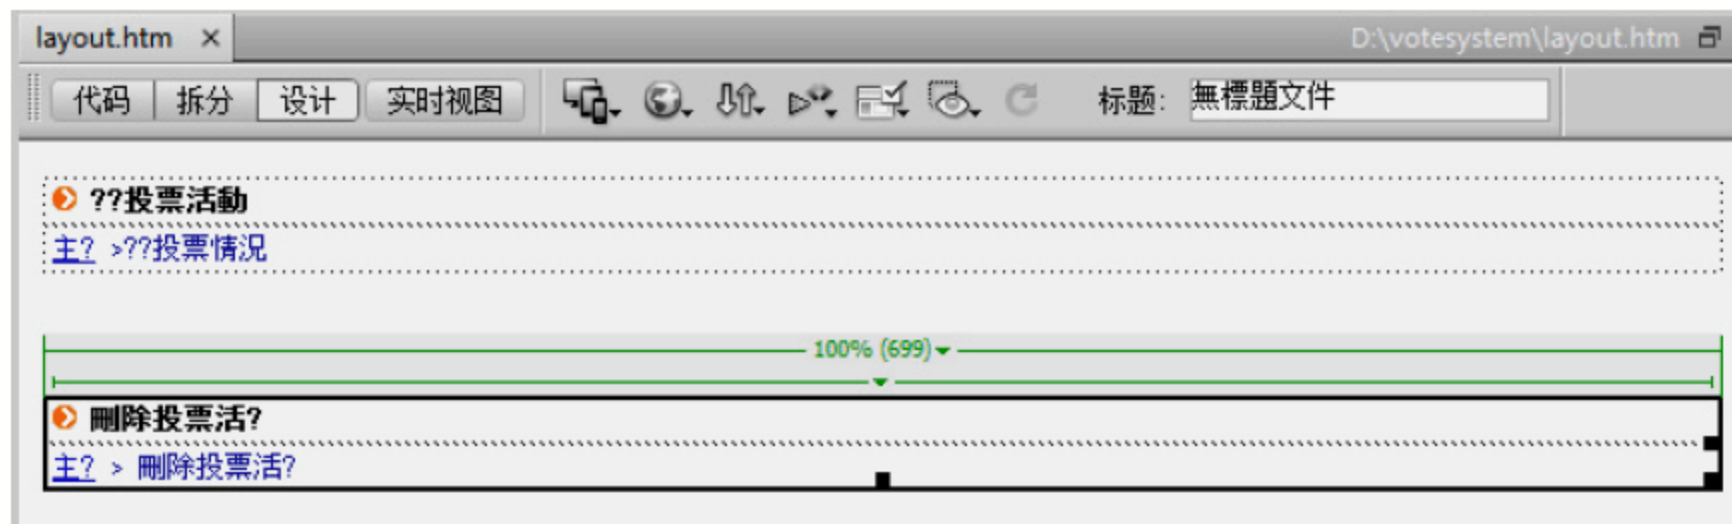 layout.htm × D:\votesystem\layout.htm
代码 拆分 设计 实时视图 标题: 無標題文件
??投票活動
主? >??投票情況
100% (699)
刪除投票活?
主? > 刪除投票活?